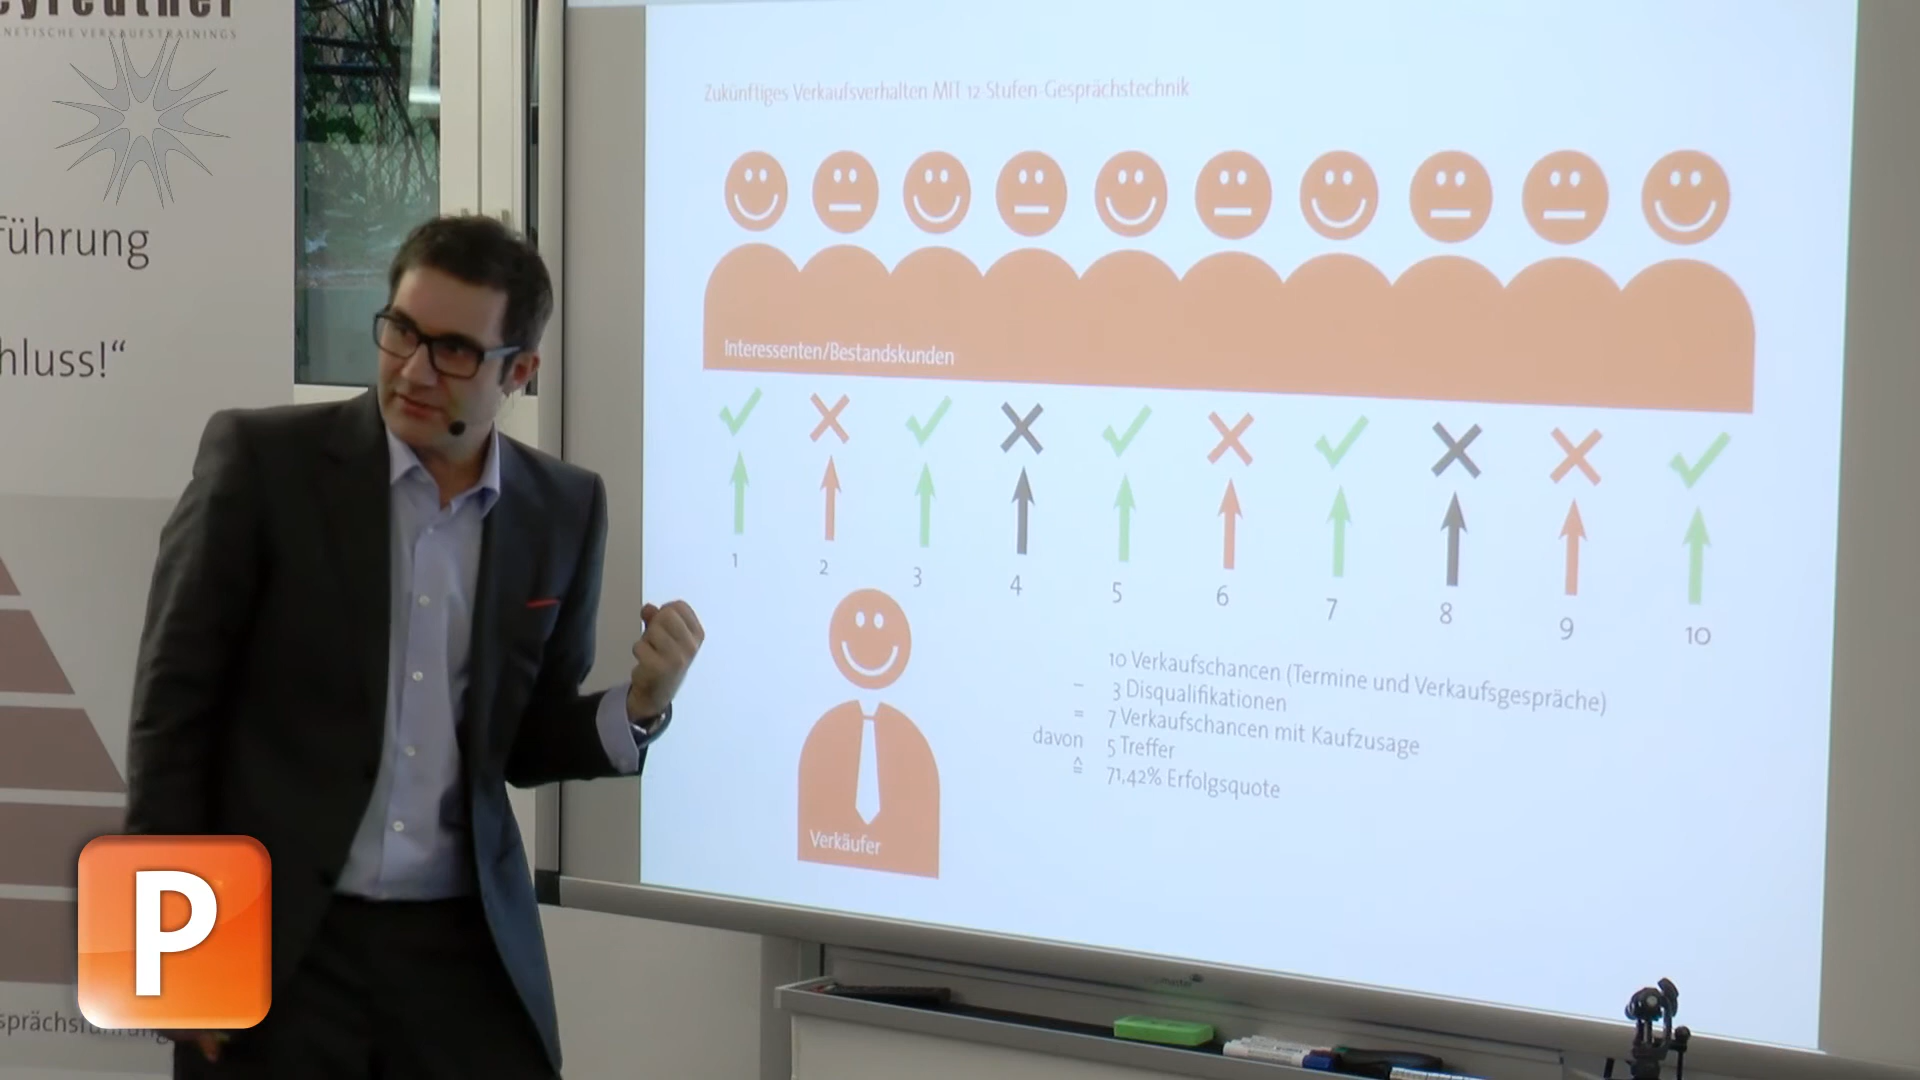 NETISCHE VERKAUFSTRAININGS
führung
hluss!“
Zukünftiges Verkaufsverhalten MIT 12-Stufen-Gesprächstechnik
Interessenten/Bestandskunden
1 2 3 4 5 6 7 8 9 10
10 Verkaufschancen (Termine und Verkaufsgespräche)
– 3 Disqualifikationen
= 7 Verkaufschancen mit Kaufzusage
davon 5 Treffer
≙ 71,42% Erfolgsquote
Verkäufer
P